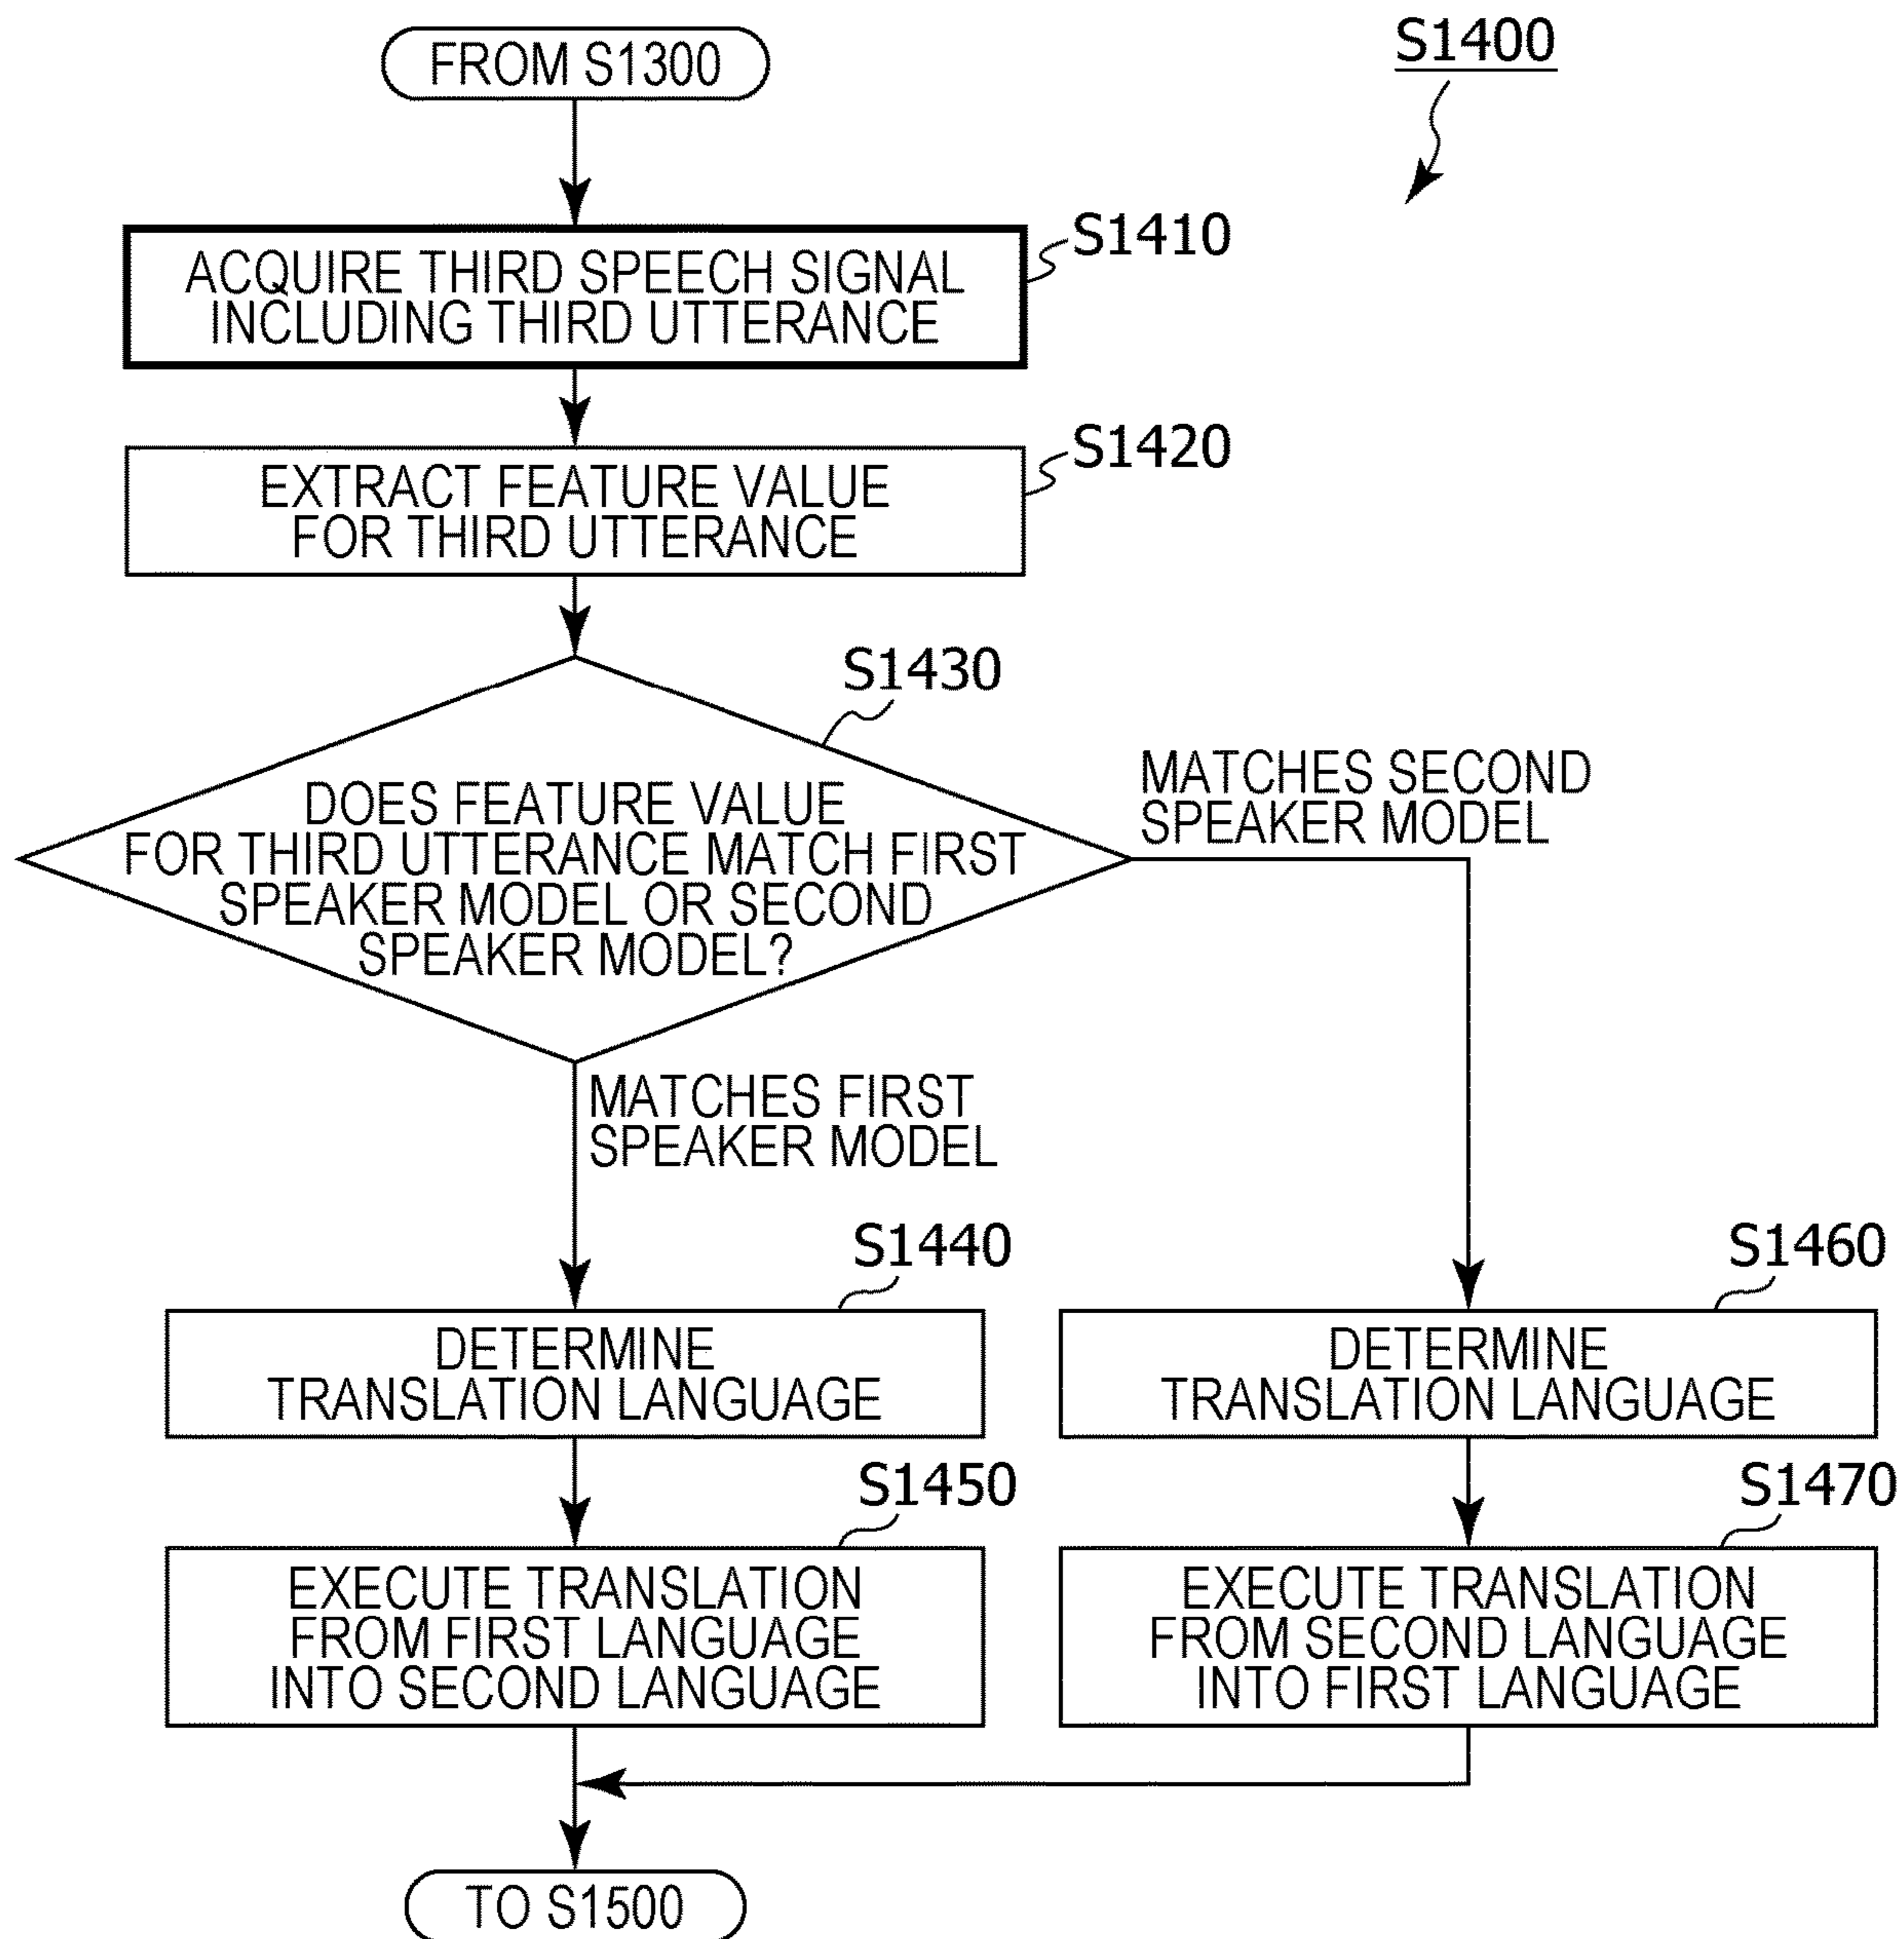 FROM S1300
S1400
S1410
ACQUIRE THIRD SPEECH SIGNAL
INCLUDING THIRD UTTERANCE
S1420
EXTRACT FEATURE VALUE
FOR THIRD UTTERANCE
S1430
DOES FEATURE VALUE
FOR THIRD UTTERANCE MATCH FIRST
SPEAKER MODEL OR SECOND
SPEAKER MODEL?
MATCHES SECOND
SPEAKER MODEL
MATCHES FIRST
SPEAKER MODEL
S1440
DETERMINE
TRANSLATION LANGUAGE
S1450
EXECUTE TRANSLATION
FROM FIRST LANGUAGE
INTO SECOND LANGUAGE
S1460
DETERMINE
TRANSLATION LANGUAGE
S1470
EXECUTE TRANSLATION
FROM SECOND LANGUAGE
INTO FIRST LANGUAGE
TO S1500